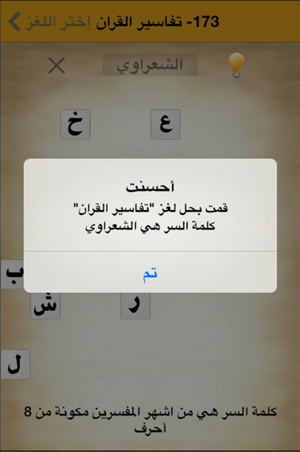 173- تفاسير القران إختر اللغز
الشعراوي
خ ع
أحسنت
قمت بحل لغز "تفاسير القران"
كلمة السر هي الشعراوي
تم
ب
ش ر
ل
كلمة السر هي من اشهر المفسرين مكونة من 8
أحرف